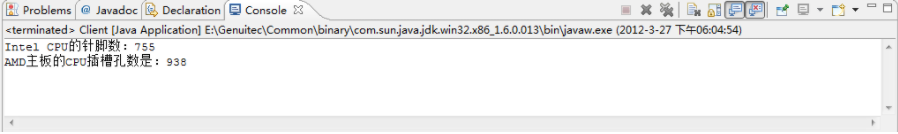 Problems @ Javadoc Declaration Console
<terminated> Client [Java Application] E:\Genuitec\Common\binary\com.sun.java.jdk.win32.x86_1.6.0.013\bin\javaw.exe (2012-3-27 下午06:04:54)
Intel CPU的针脚数：755
AMD主板的CPU插槽孔数是：938